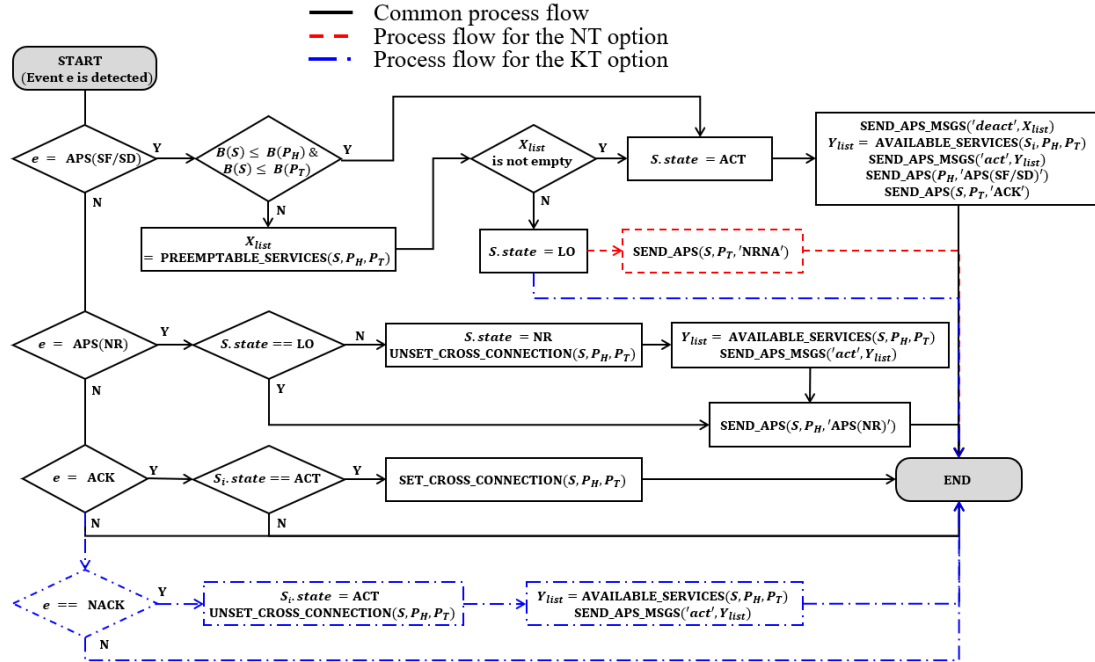 Common process flow
Process flow for the NT option
Process flow for the KT option
START
(Event e is detected)
e = APS(SF/SD)
Y
N
B(S) ≤ B(P_H) &
B(S) ≤ B(P_T)
Y
N
X_list
= PREEMPTABLE_SERVICES(S, P_H, P_T)
X_list
is not empty
Y
N
S.state = ACT
SEND_APS_MSGS('deact', X_list)
Y_list = AVAILABLE_SERVICES(S_i, P_H, P_T)
SEND_APS_MSGS('act', Y_list)
SEND_APS(P_H, 'APS(SF/SD)')
SEND_APS(S, P_T, 'ACK')
S.state = LO
SEND_APS(S, P_T, 'NRNA')
e = APS(NR)
Y
N
S.state == LO
N
Y
S.state = NR
UNSET_CROSS_CONNECTION(S, P_H, P_T)
Y_list = AVAILABLE_SERVICES(S, P_H, P_T)
SEND_APS_MSGS('act', Y_list)
SEND_APS(S, P_H, 'APS(NR)')
e = ACK
Y
N
S_i.state == ACT
Y
N
SET_CROSS_CONNECTION(S, P_H, P_T)
END
e == NACK
Y
N
S_i.state = ACT
UNSET_CROSS_CONNECTION(S, P_H, P_T)
Y_list = AVAILABLE_SERVICES(S, P_H, P_T)
SEND_APS_MSGS('act', Y_list)